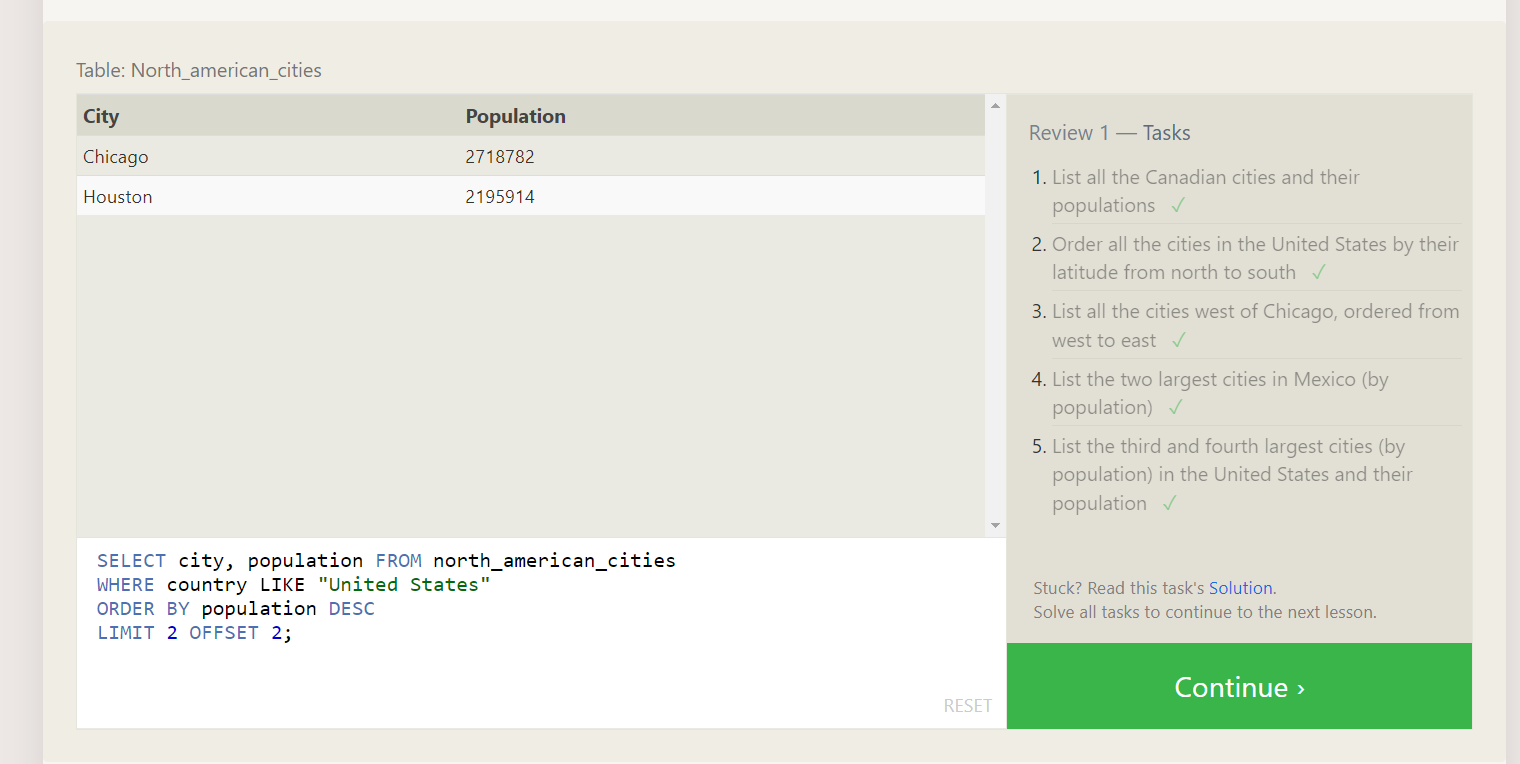 Table: North_american_cities
City Population
Chicago 2718782
Houston 2195914
SELECT city, population FROM north_american_cities
WHERE country LIKE "United States"
ORDER BY population DESC
LIMIT 2 OFFSET 2;
RESET
Review 1 — Tasks
1. List all the Canadian cities and their
populations ✓
2. Order all the cities in the United States by their
latitude from north to south ✓
3. List all the cities west of Chicago, ordered from
west to east ✓
4. List the two largest cities in Mexico (by
population) ✓
5. List the third and fourth largest cities (by
population) in the United States and their
population ✓
Stuck? Read this task's Solution.
Solve all tasks to continue to the next lesson.
Continue ›